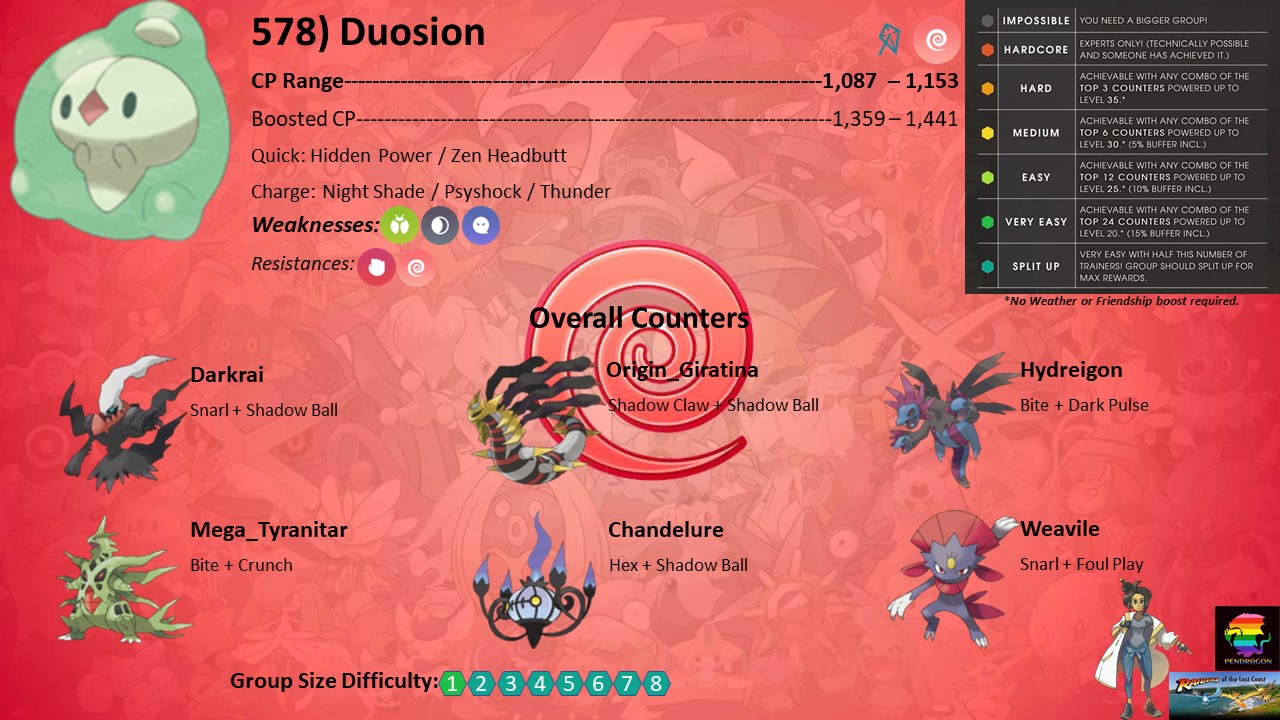 578) Duosion
CP Range---------------------------------------------------------------------1,087 – 1,153
Boosted CP---------------------------------------------------------------------1,359 – 1,441
Quick: Hidden Power / Zen Headbutt
Charge: Night Shade / Psyshock / Thunder
Weaknesses:
Resistances:
IMPOSSIBLE YOU NEED A BIGGER GROUP!
HARDCORE EXPERTS ONLY! (TECHNICALLY POSSIBLE
AND SOMEONE HAS ACHIEVED IT.)
HARD ACHIEVABLE WITH ANY COMBO OF THE
TOP 3 COUNTERS POWERED UP TO
LEVEL 35.*
MEDIUM ACHIEVABLE WITH ANY COMBO OF THE
TOP 6 COUNTERS POWERED UP TO
LEVEL 30.* (5% BUFFER INCL.)
EASY ACHIEVABLE WITH ANY COMBO OF THE
TOP 12 COUNTERS POWERED UP TO
LEVEL 25.* (10% BUFFER INCL.)
VERY EASY ACHIEVABLE WITH ANY COMBO OF THE
TOP 24 COUNTERS POWERED UP TO
LEVEL 20.* (15% BUFFER INCL.)
SPLIT UP VERY EASY WITH HALF THIS NUMBER OF
TRAINERS! GROUP SHOULD SPLIT UP FOR
MAX REWARDS.
*No Weather or Friendship boost required.
Overall Counters
Darkrai
Snarl + Shadow Ball
Origin_Giratina
Shadow Claw + Shadow Ball
Hydreigon
Bite + Dark Pulse
Mega_Tyranitar
Bite + Crunch
Chandelure
Hex + Shadow Ball
Weavile
Snarl + Foul Play
Group Size Difficulty: 1 2 3 4 5 6 7 8
PENDRAGON
RAIDERS of the Lost Coast